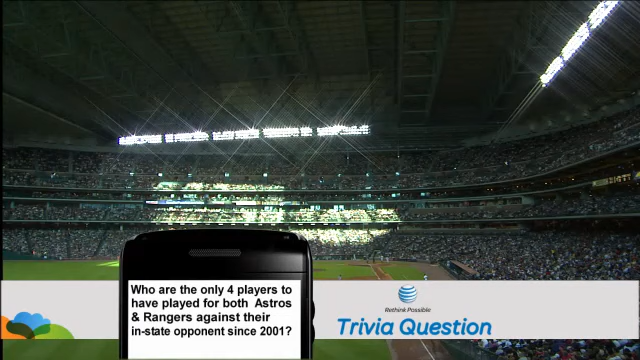 Who are the only 4 players to
have played for both Astros
& Rangers against their
in-state opponent since 2001?
Rethink Possible
Trivia Question